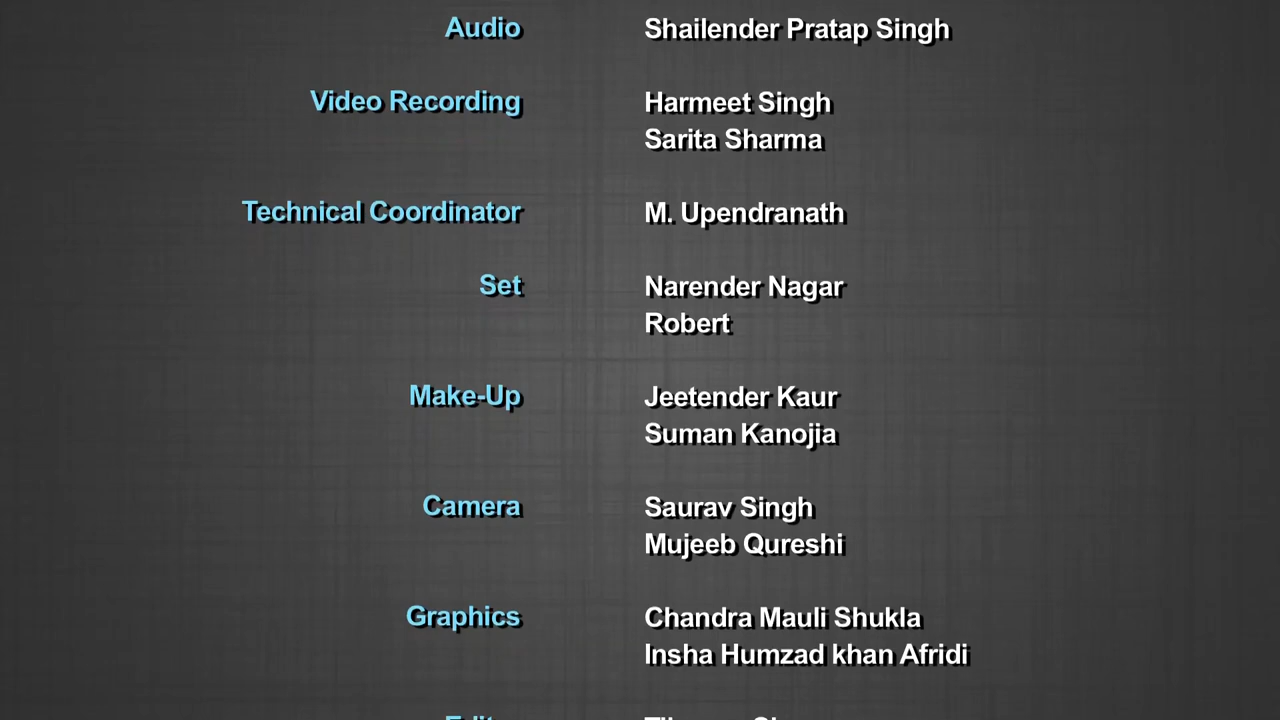 Audio Shailender Pratap Singh
Video Recording Harmeet Singh
Sarita Sharma
Technical Coordinator M. Upendranath
Set Narender Nagar
Robert
Make-Up Jeetender Kaur
Suman Kanojia
Camera Saurav Singh
Mujeeb Qureshi
Graphics Chandra Mauli Shukla
Insha Humzad khan Afridi